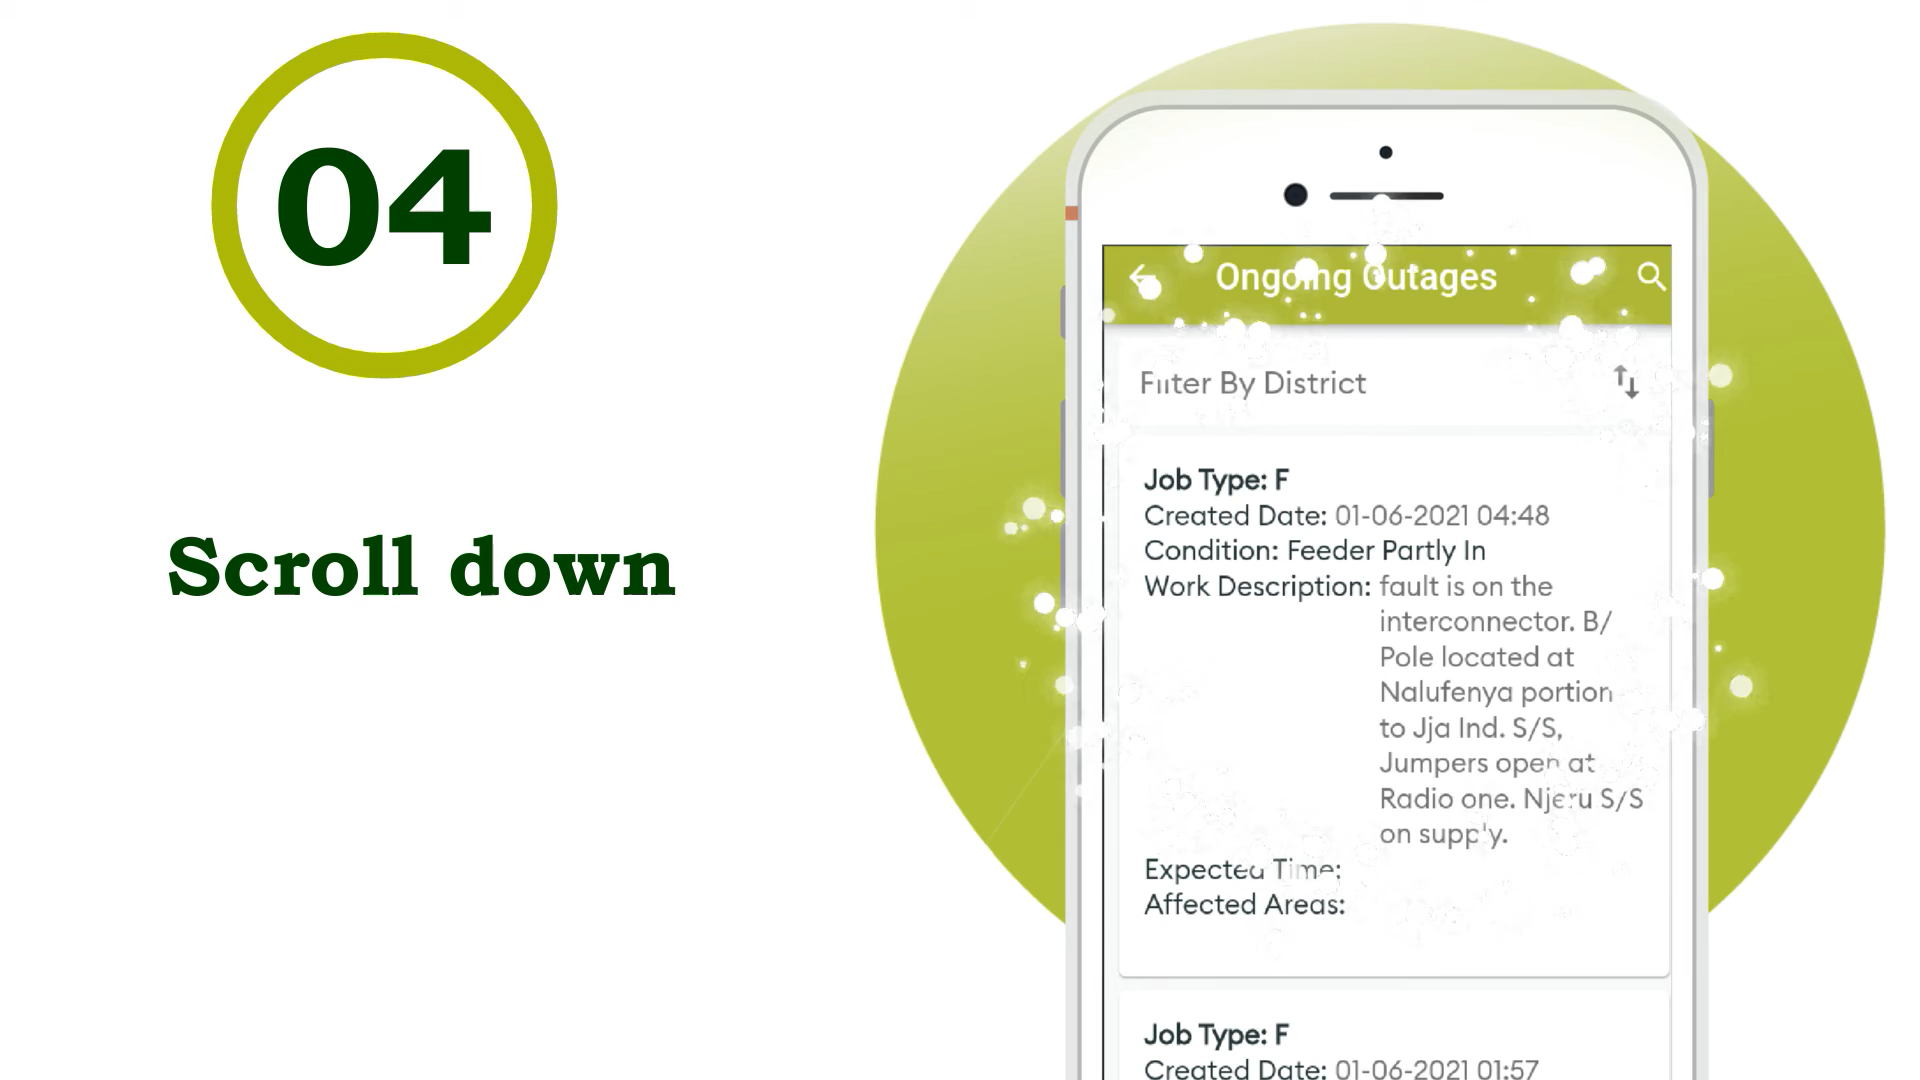 04
Scroll down
Ongoing Outages
Filter By District
Job Type: F
Created Date: 01-06-2021 04:48
Condition: Feeder Partly In
Work Description: fault is on the
interconnector. B/
Pole located at
Nalufenya portion
to Jja Ind. S/S,
Jumpers open at
Radio one. Njeru S/S
on supply.
Expected Time:
Affected Areas:
Job Type: F
Created Date: 01-06-2021 01:57